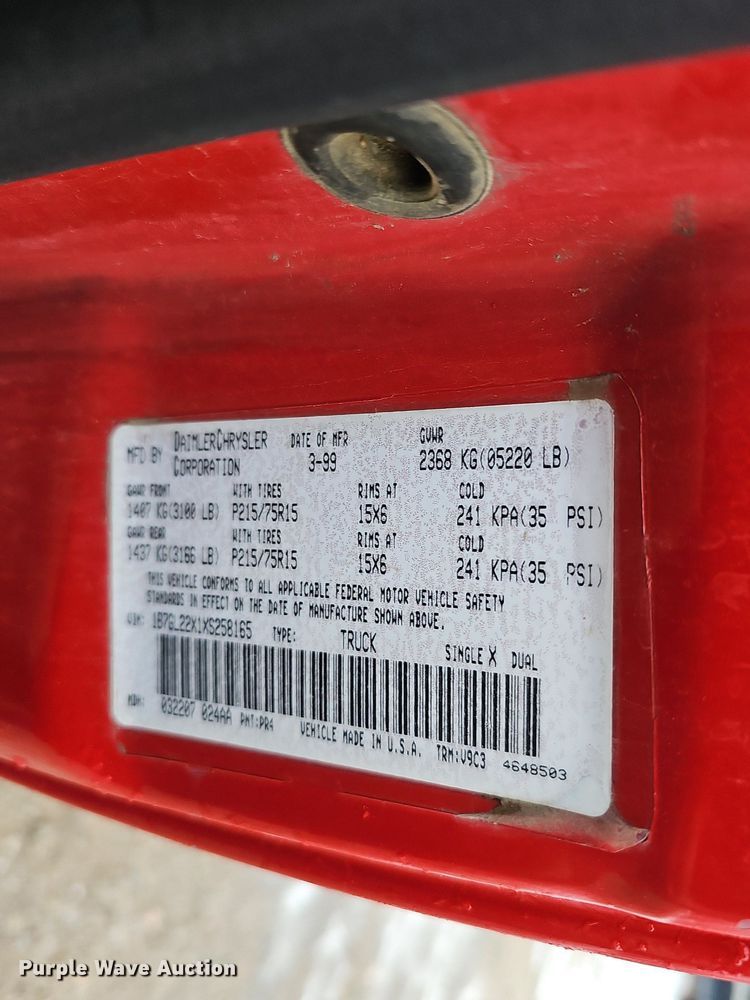 MFD BY DAIMLERCHRYSLER CORPORATION DATE OF MFR 3-99 GVWR 2368 KG(05220 LB)
GAWR FRONT WITH TIRES RIMS AT COLD
1407 KG(3100 LB) P215/75R15 15X6 241 KPA(35 PSI)
GAWR REAR WITH TIRES RIMS AT COLD
1437 KG(3166 LB) P215/75R15 15X6 241 KPA(35 PSI)
THIS VEHICLE CONFORMS TO ALL APPLICABLE FEDERAL MOTOR VEHICLE SAFETY
STANDARDS IN EFFECT ON THE DATE OF MANUFACTURE SHOWN ABOVE.
VIN: 1B7GL22X1XS258165 TYPE: TRUCK SINGLE X DUAL
MDH: 032207 024AA PNT:PR4 VEHICLE MADE IN U.S.A. TRM:V9C3 4648503
Purple Wave Auction